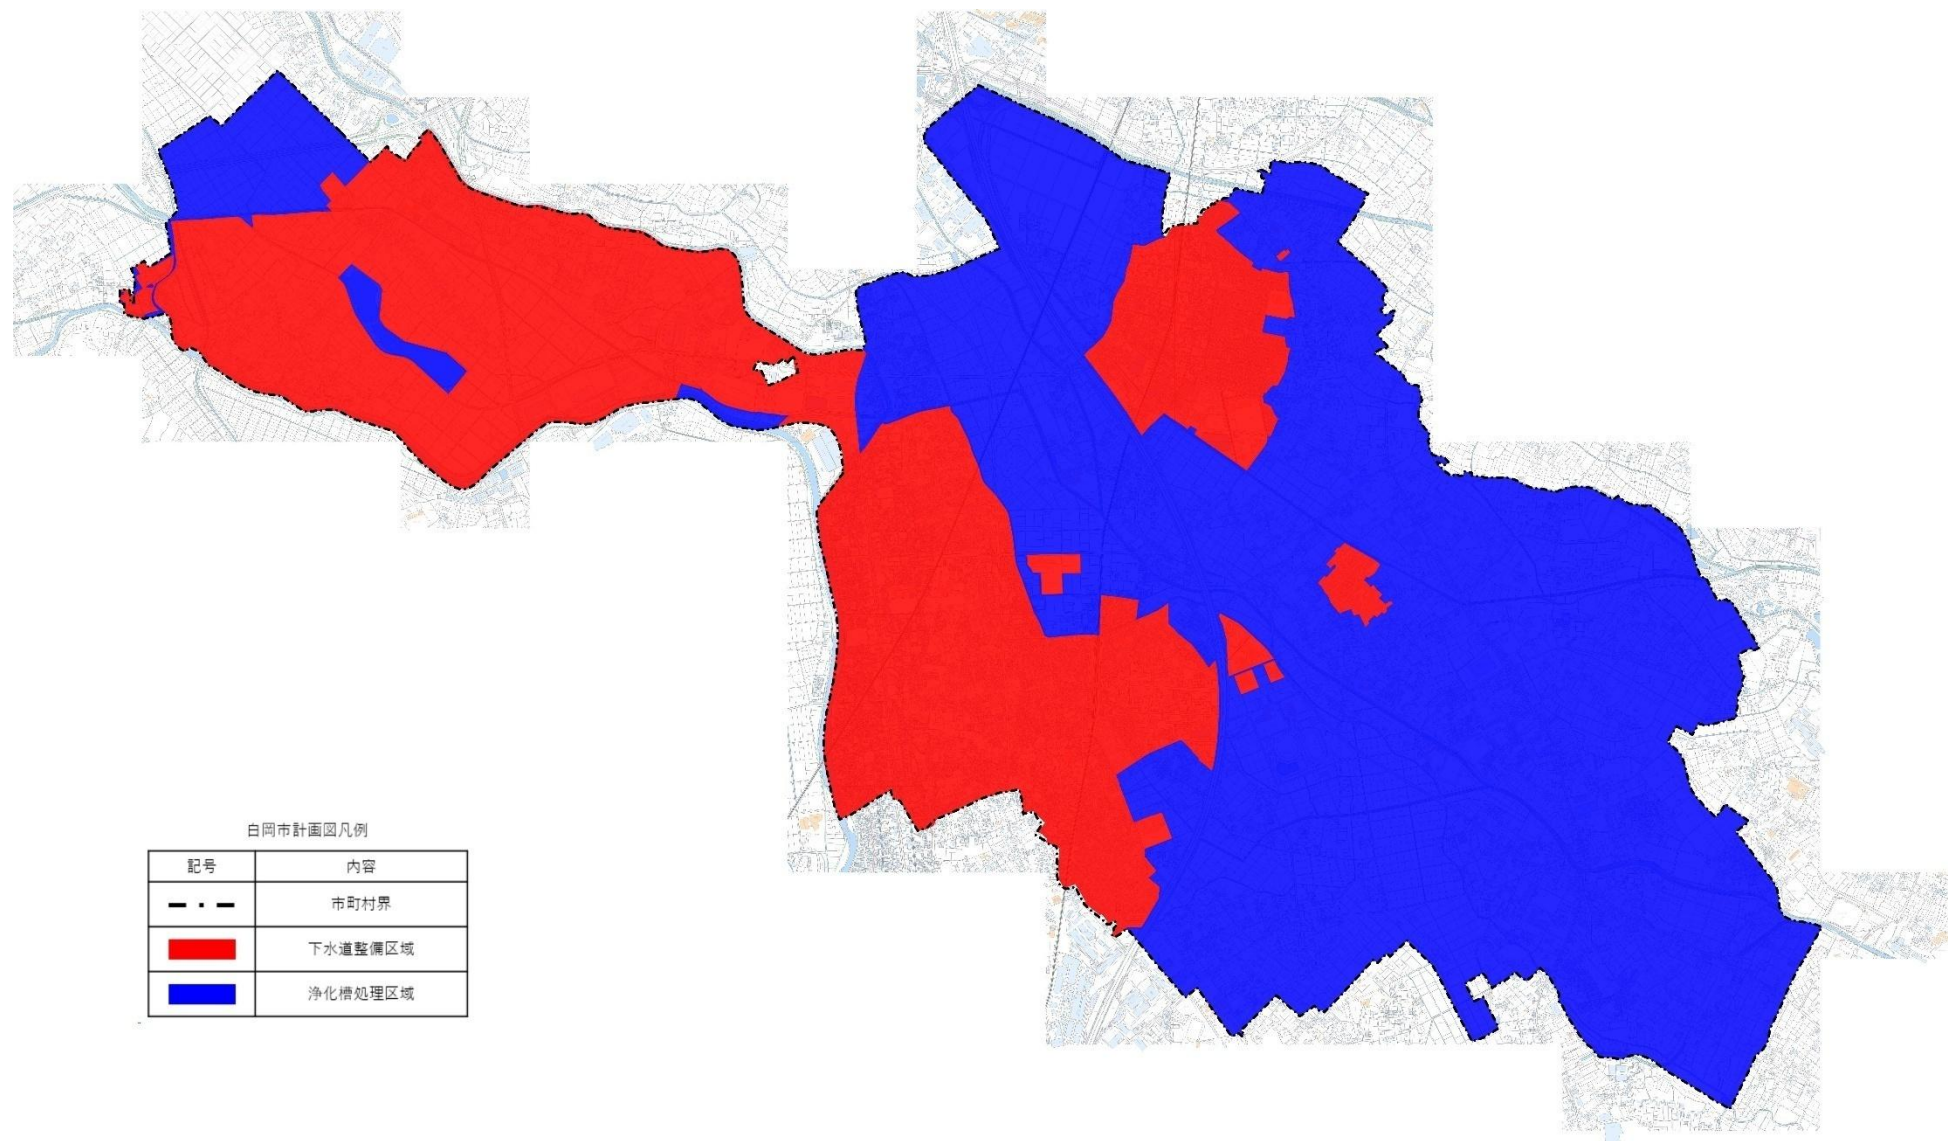 白岡市計画図凡例
記号 内容
市町村界
下水道整備区域
浄化槽処理区域